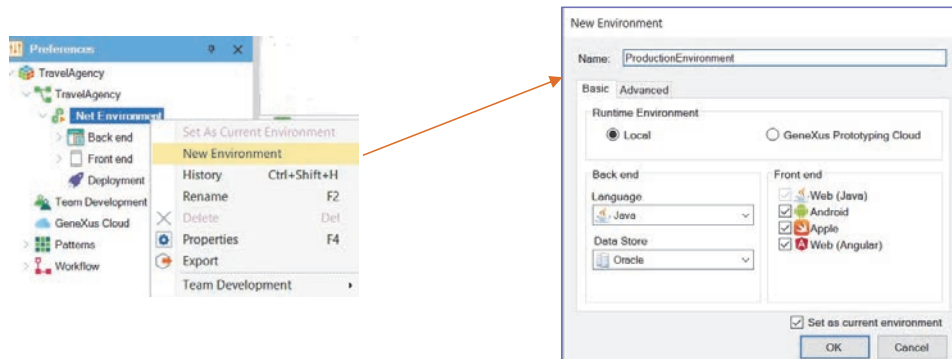 Preferences
TravelAgency
TravelAgency
Net Environment
Back end
Front end
Deployment
Team Development
GeneXus Cloud
Patterns
Workflow
Set As Current Environment
New Environment
History Ctrl+Shift+H
Rename F2
Delete Del
Properties F4
Export
Team Development
New Environment
Name: ProductionEnvironment
Basic Advanced
Runtime Environment
Local GeneXus Prototyping Cloud
Back end
Language
Java
Data Store
Oracle
Front end
Web (Java)
Android
Apple
Web (Angular)
Set as current environment
OK Cancel